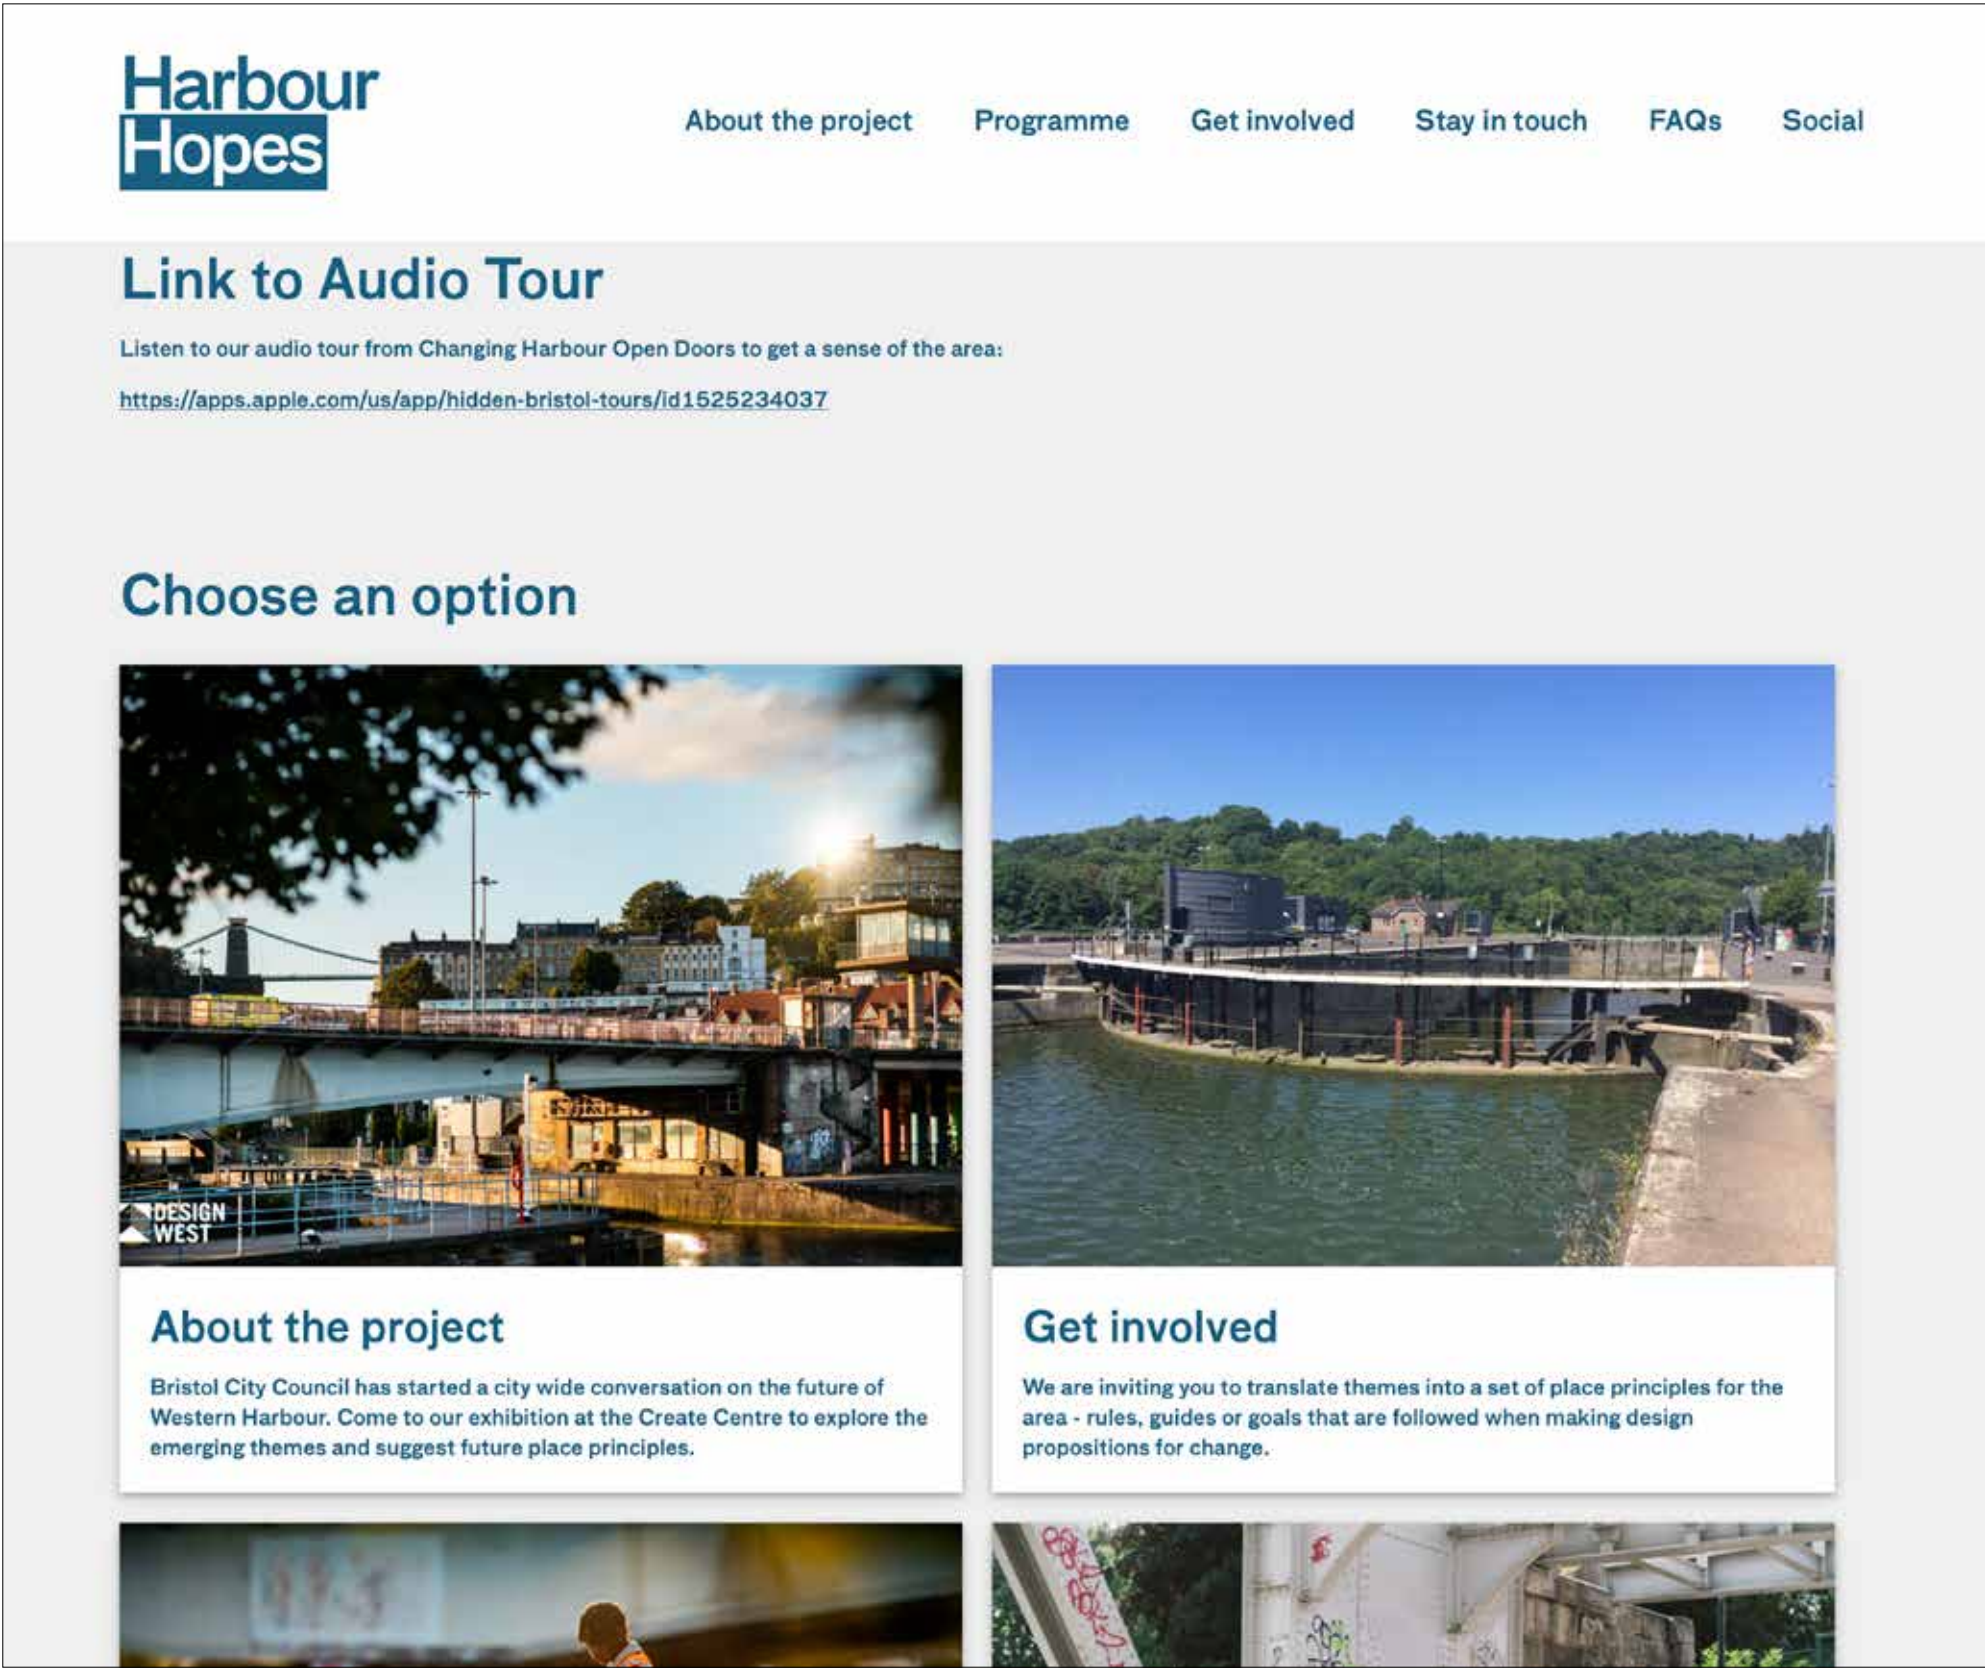 Harbour
Hopes
About the project
Programme
Get involved
Stay in touch
FAQs
Social
Link to Audio Tour
Listen to our audio tour from Changing Harbour Open Doors to get a sense of the area:
https://apps.apple.com/us/app/hidden-bristol-tours/id1525234037
Choose an option
DESIGN
WEST
About the project
Bristol City Council has started a city wide conversation on the future of
Western Harbour. Come to our exhibition at the Create Centre to explore the
emerging themes and suggest future place principles.
Get involved
We are inviting you to translate themes into a set of place principles for the
area - rules, guides or goals that are followed when making design
propositions for change.